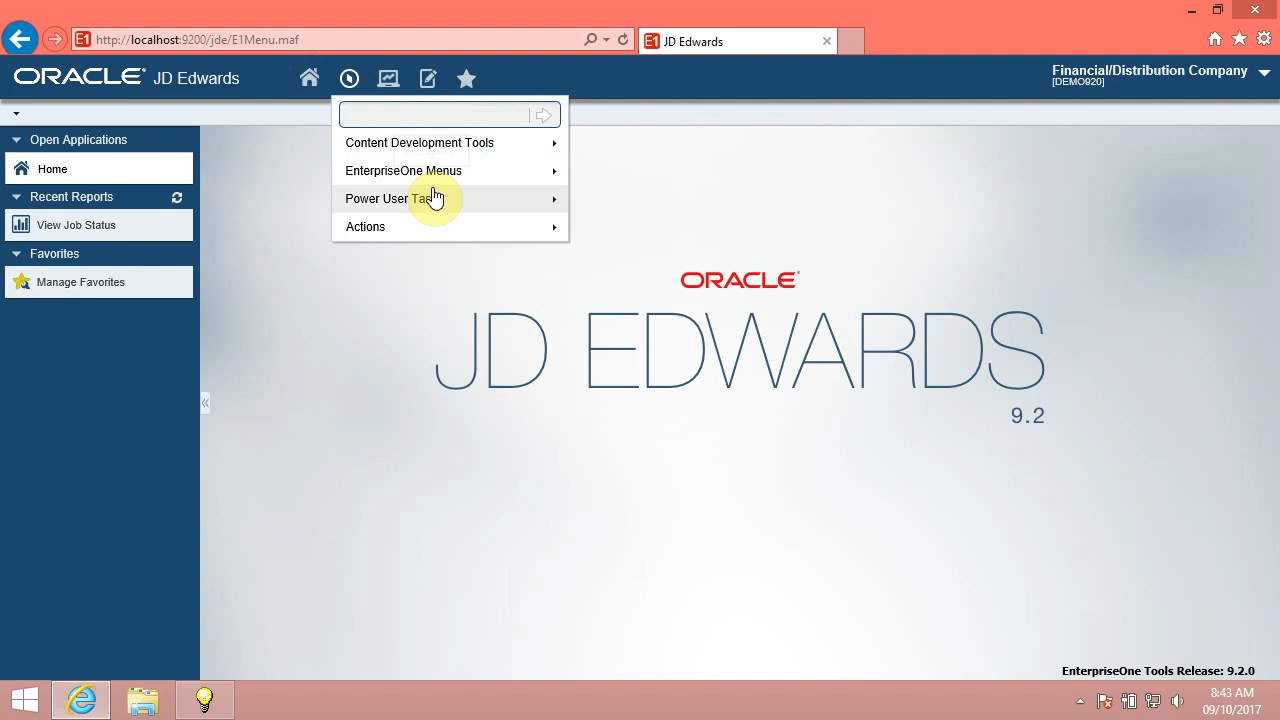 http://localhost:9200/jde/E1Menu.maf
E1 JD Edwards
ORACLE JD Edwards
Financial/Distribution Company
[DEMO920]
Open Applications
Home
Recent Reports
View Job Status
Favorites
Manage Favorites
Content Development Tools
EnterpriseOne Menus
Power User
Actions
ORACLE
JD EDWARDS
9.2
EnterpriseOne Tools Release: 9.2.0
8:43 AM
09/10/2017